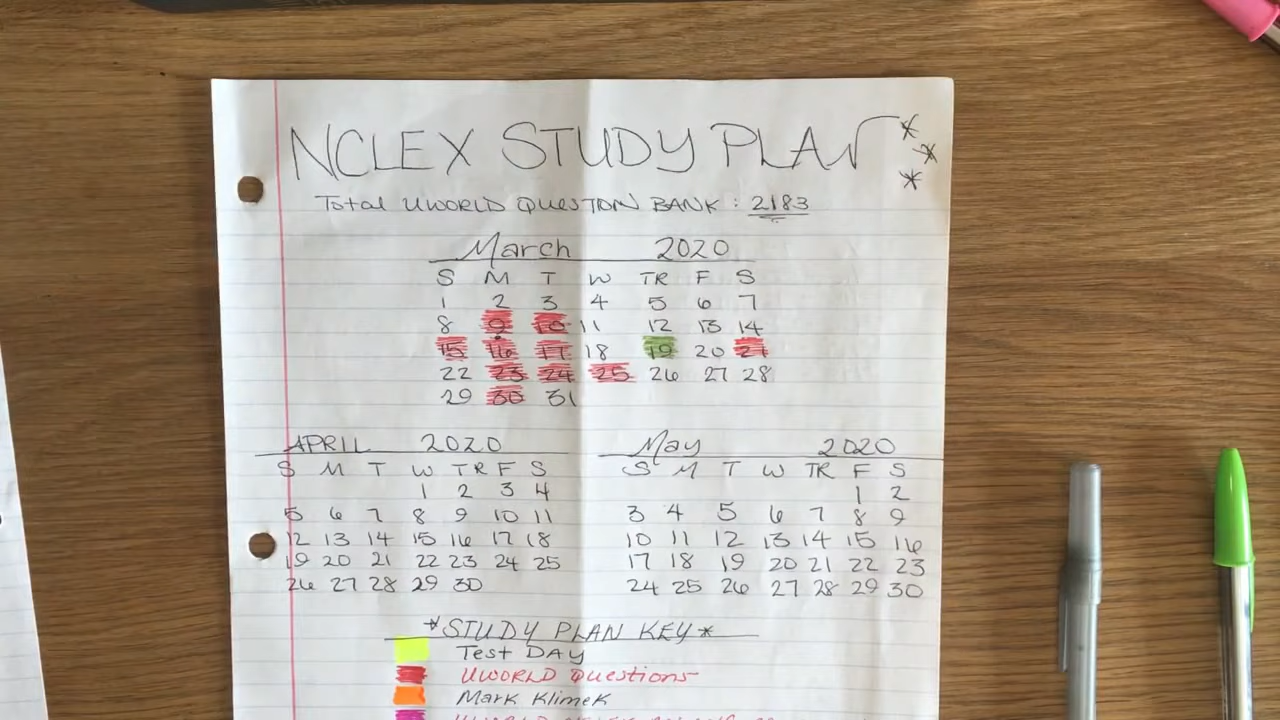 NCLEX STUDY PLAN ***
Total UWORLD QUESTION BANK : 2183
March 2020
S M T W TR F S
1 2 3 4 5 6 7
8 9 10 11 12 13 14
15 16 17 18 19 20 21
22 23 24 25 26 27 28
29 30 31
APRIL 2020
S M T W TR F S
1 2 3 4
5 6 7 8 9 10 11
12 13 14 15 16 17 18
19 20 21 22 23 24 25
26 27 28 29 30
May 2020
S M T W TR F S
1 2
3 4 5 6 7 8 9
10 11 12 13 14 15 16
17 18 19 20 21 22 23
24 25 26 27 28 29 30
*STUDY PLAN KEY*
Test DAY
UWORLD Questions
Mark Klimek
UWORLD